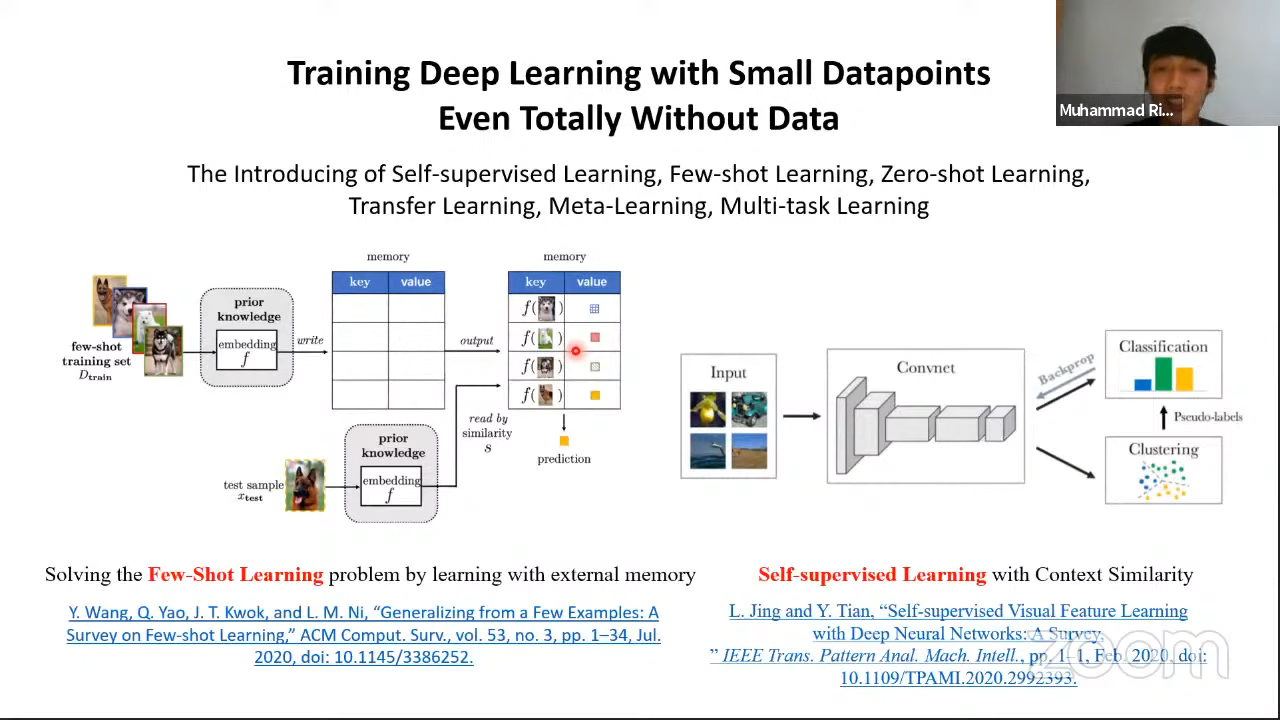 Training Deep Learning with Small Datapoints
Even Totally Without Data
Muhammad Ri...
The Introducing of Self-supervised Learning, Few-shot Learning, Zero-shot Learning,
Transfer Learning, Meta-Learning, Multi-task Learning
memory
key value
memory
key value
f( )
f( )
f( )
f( )
few-shot
training set
Dtrain
prior
knowledge
embedding
f
write
output
read by
similarity
s
prediction
prior
knowledge
embedding
f
test sample
xtest
Input
Convnet
Backprop
Classification
Pseudo-labels
Clustering
Solving the Few-Shot Learning problem by learning with external memory
Y. Wang, Q. Yao, J. T. Kwok, and L. M. Ni, “Generalizing from a Few Examples: A
Survey on Few-shot Learning,” ACM Comput. Surv., vol. 53, no. 3, pp. 1–34, Jul.
2020, doi: 10.1145/3386252.
Self-supervised Learning with Context Similarity
L. Jing and Y. Tian, “Self-supervised Visual Feature Learning
with Deep Neural Networks: A Survey,
” IEEE Trans. Pattern Anal. Mach. Intell., pp. 1–1, Feb. 2020, doi:
10.1109/TPAMI.2020.2992393.
zoom